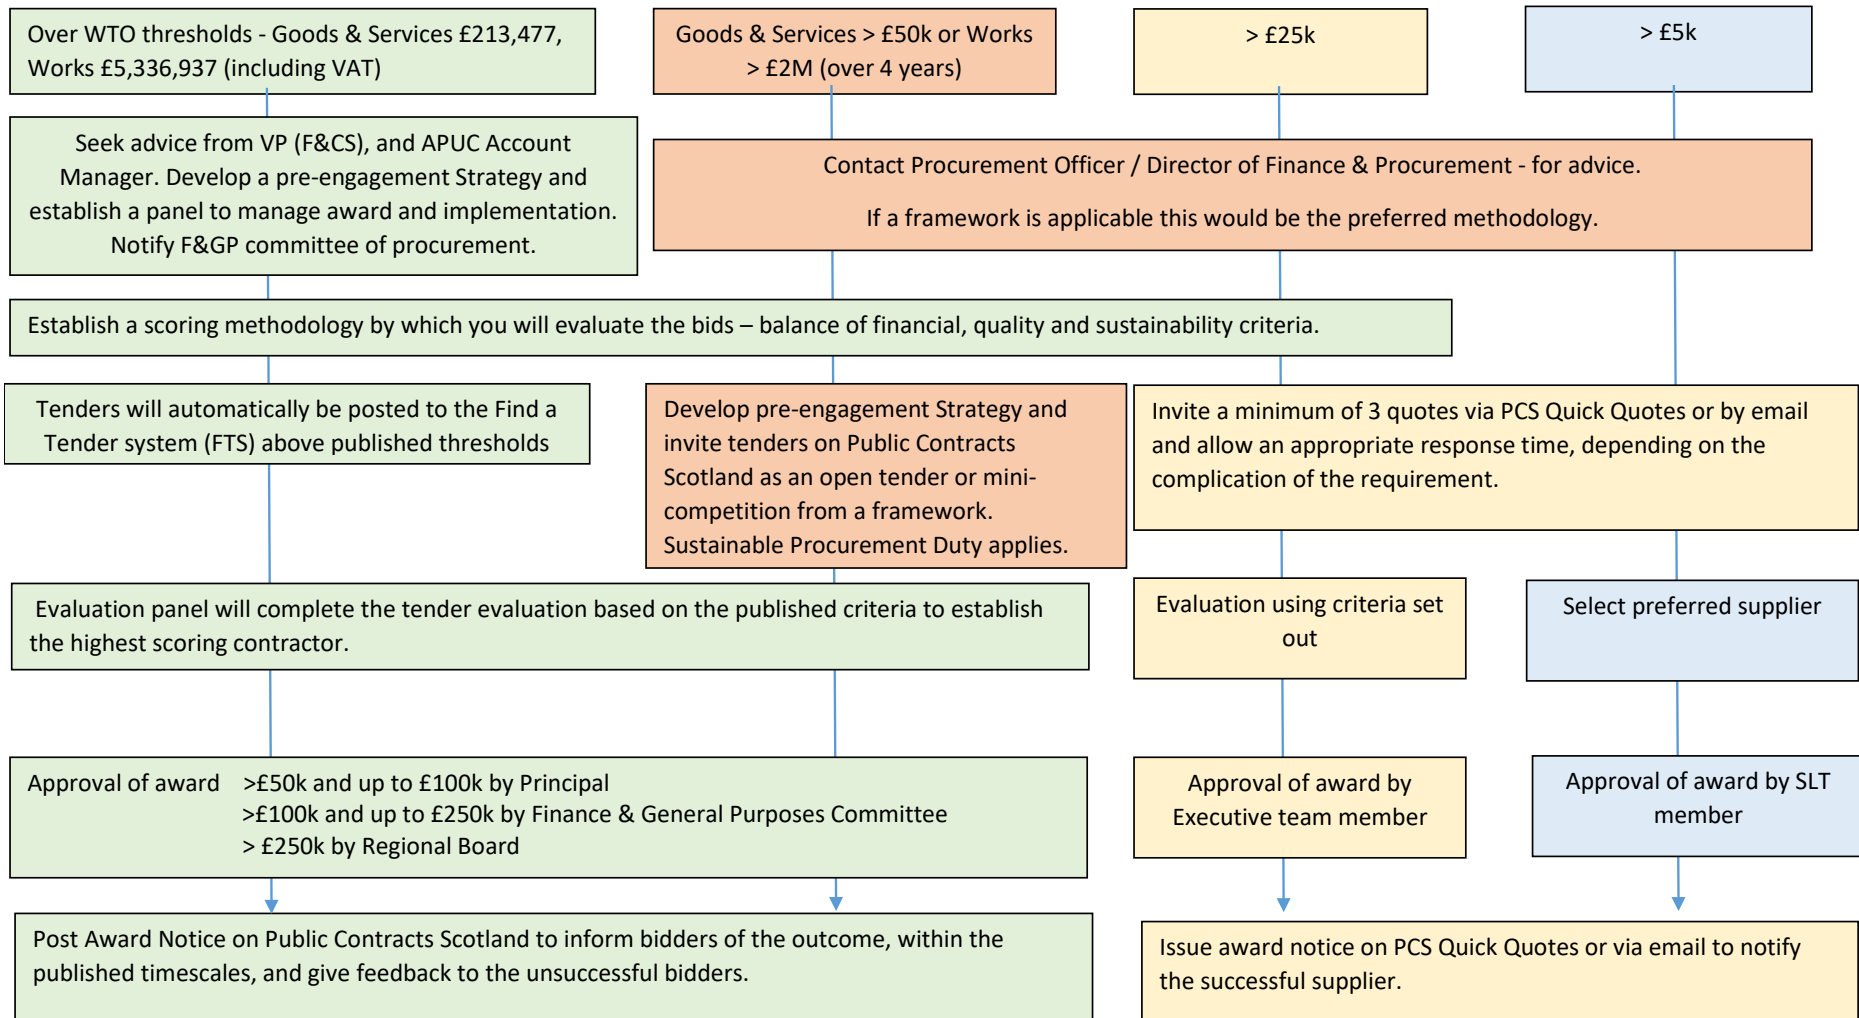 Over WTO thresholds - Goods & Services £213,477,
Works £5,336,937 (including VAT)
Goods & Services > £50k or Works
> £2M (over 4 years)
> £25k
> £5k
Seek advice from VP (F&CS), and APUC Account
Manager. Develop a pre-engagement Strategy and
establish a panel to manage award and implementation.
Notify F&GP committee of procurement.
Contact Procurement Officer / Director of Finance & Procurement - for advice.
If a framework is applicable this would be the preferred methodology.
Establish a scoring methodology by which you will evaluate the bids – balance of financial, quality and sustainability criteria.
Tenders will automatically be posted to the Find a
Tender system (FTS) above published thresholds
Develop pre-engagement Strategy and
invite tenders on Public Contracts
Scotland as an open tender or mini-
competition from a framework.
Sustainable Procurement Duty applies.
Invite a minimum of 3 quotes via PCS Quick Quotes or by email
and allow an appropriate response time, depending on the
complication of the requirement.
Evaluation panel will complete the tender evaluation based on the published criteria to establish
the highest scoring contractor.
Evaluation using criteria set
out
Select preferred supplier
Approval of award >£50k and up to £100k by Principal
>£100k and up to £250k by Finance & General Purposes Committee
> £250k by Regional Board
Approval of award by
Executive team member
Approval of award by SLT
member
Post Award Notice on Public Contracts Scotland to inform bidders of the outcome, within the
published timescales, and give feedback to the unsuccessful bidders.
Issue award notice on PCS Quick Quotes or via email to notify
the successful supplier.